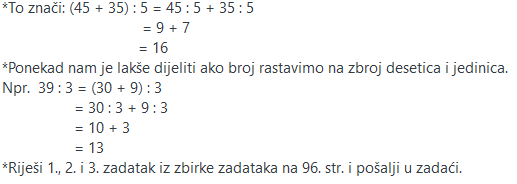 *To znači: (45 + 35) : 5 = 45 : 5 + 35 : 5
= 9 + 7
= 16
*Ponekad nam je lakše dijeliti ako broj rastavimo na zbroj desetica i jedinica.
Npr. 39 : 3 = (30 + 9) : 3
= 30 : 3 + 9 : 3
= 10 + 3
= 13
*Riješi 1., 2. i 3. zadatak iz zbirke zadataka na 96. str. i pošalji u zadaći.